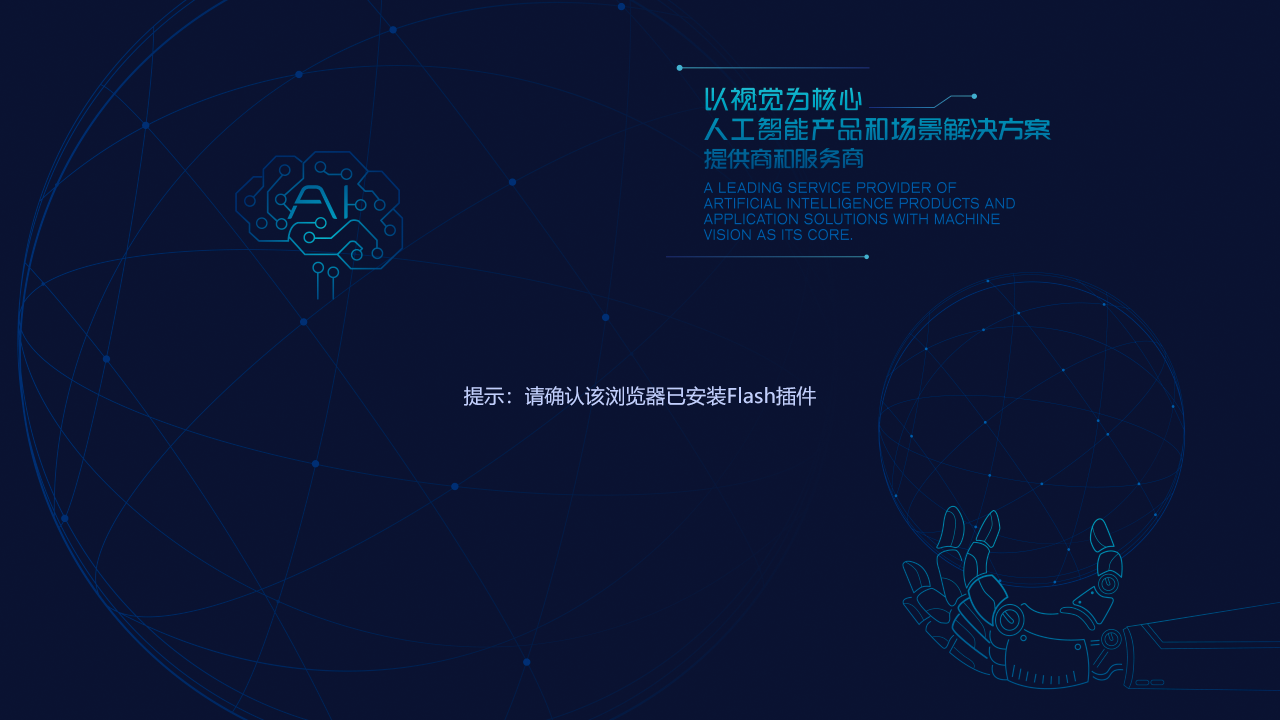 AI
以视觉为核心
人工智能产品和场景解决方案
提供商和服务商
A LEADING SERVICE PROVIDER OF
ARTIFICIAL INTELLIGENCE PRODUCTS AND
APPLICATION SOLUTIONS WITH MACHINE
VISION AS ITS CORE.
提示：请确认该浏览器已安装Flash插件